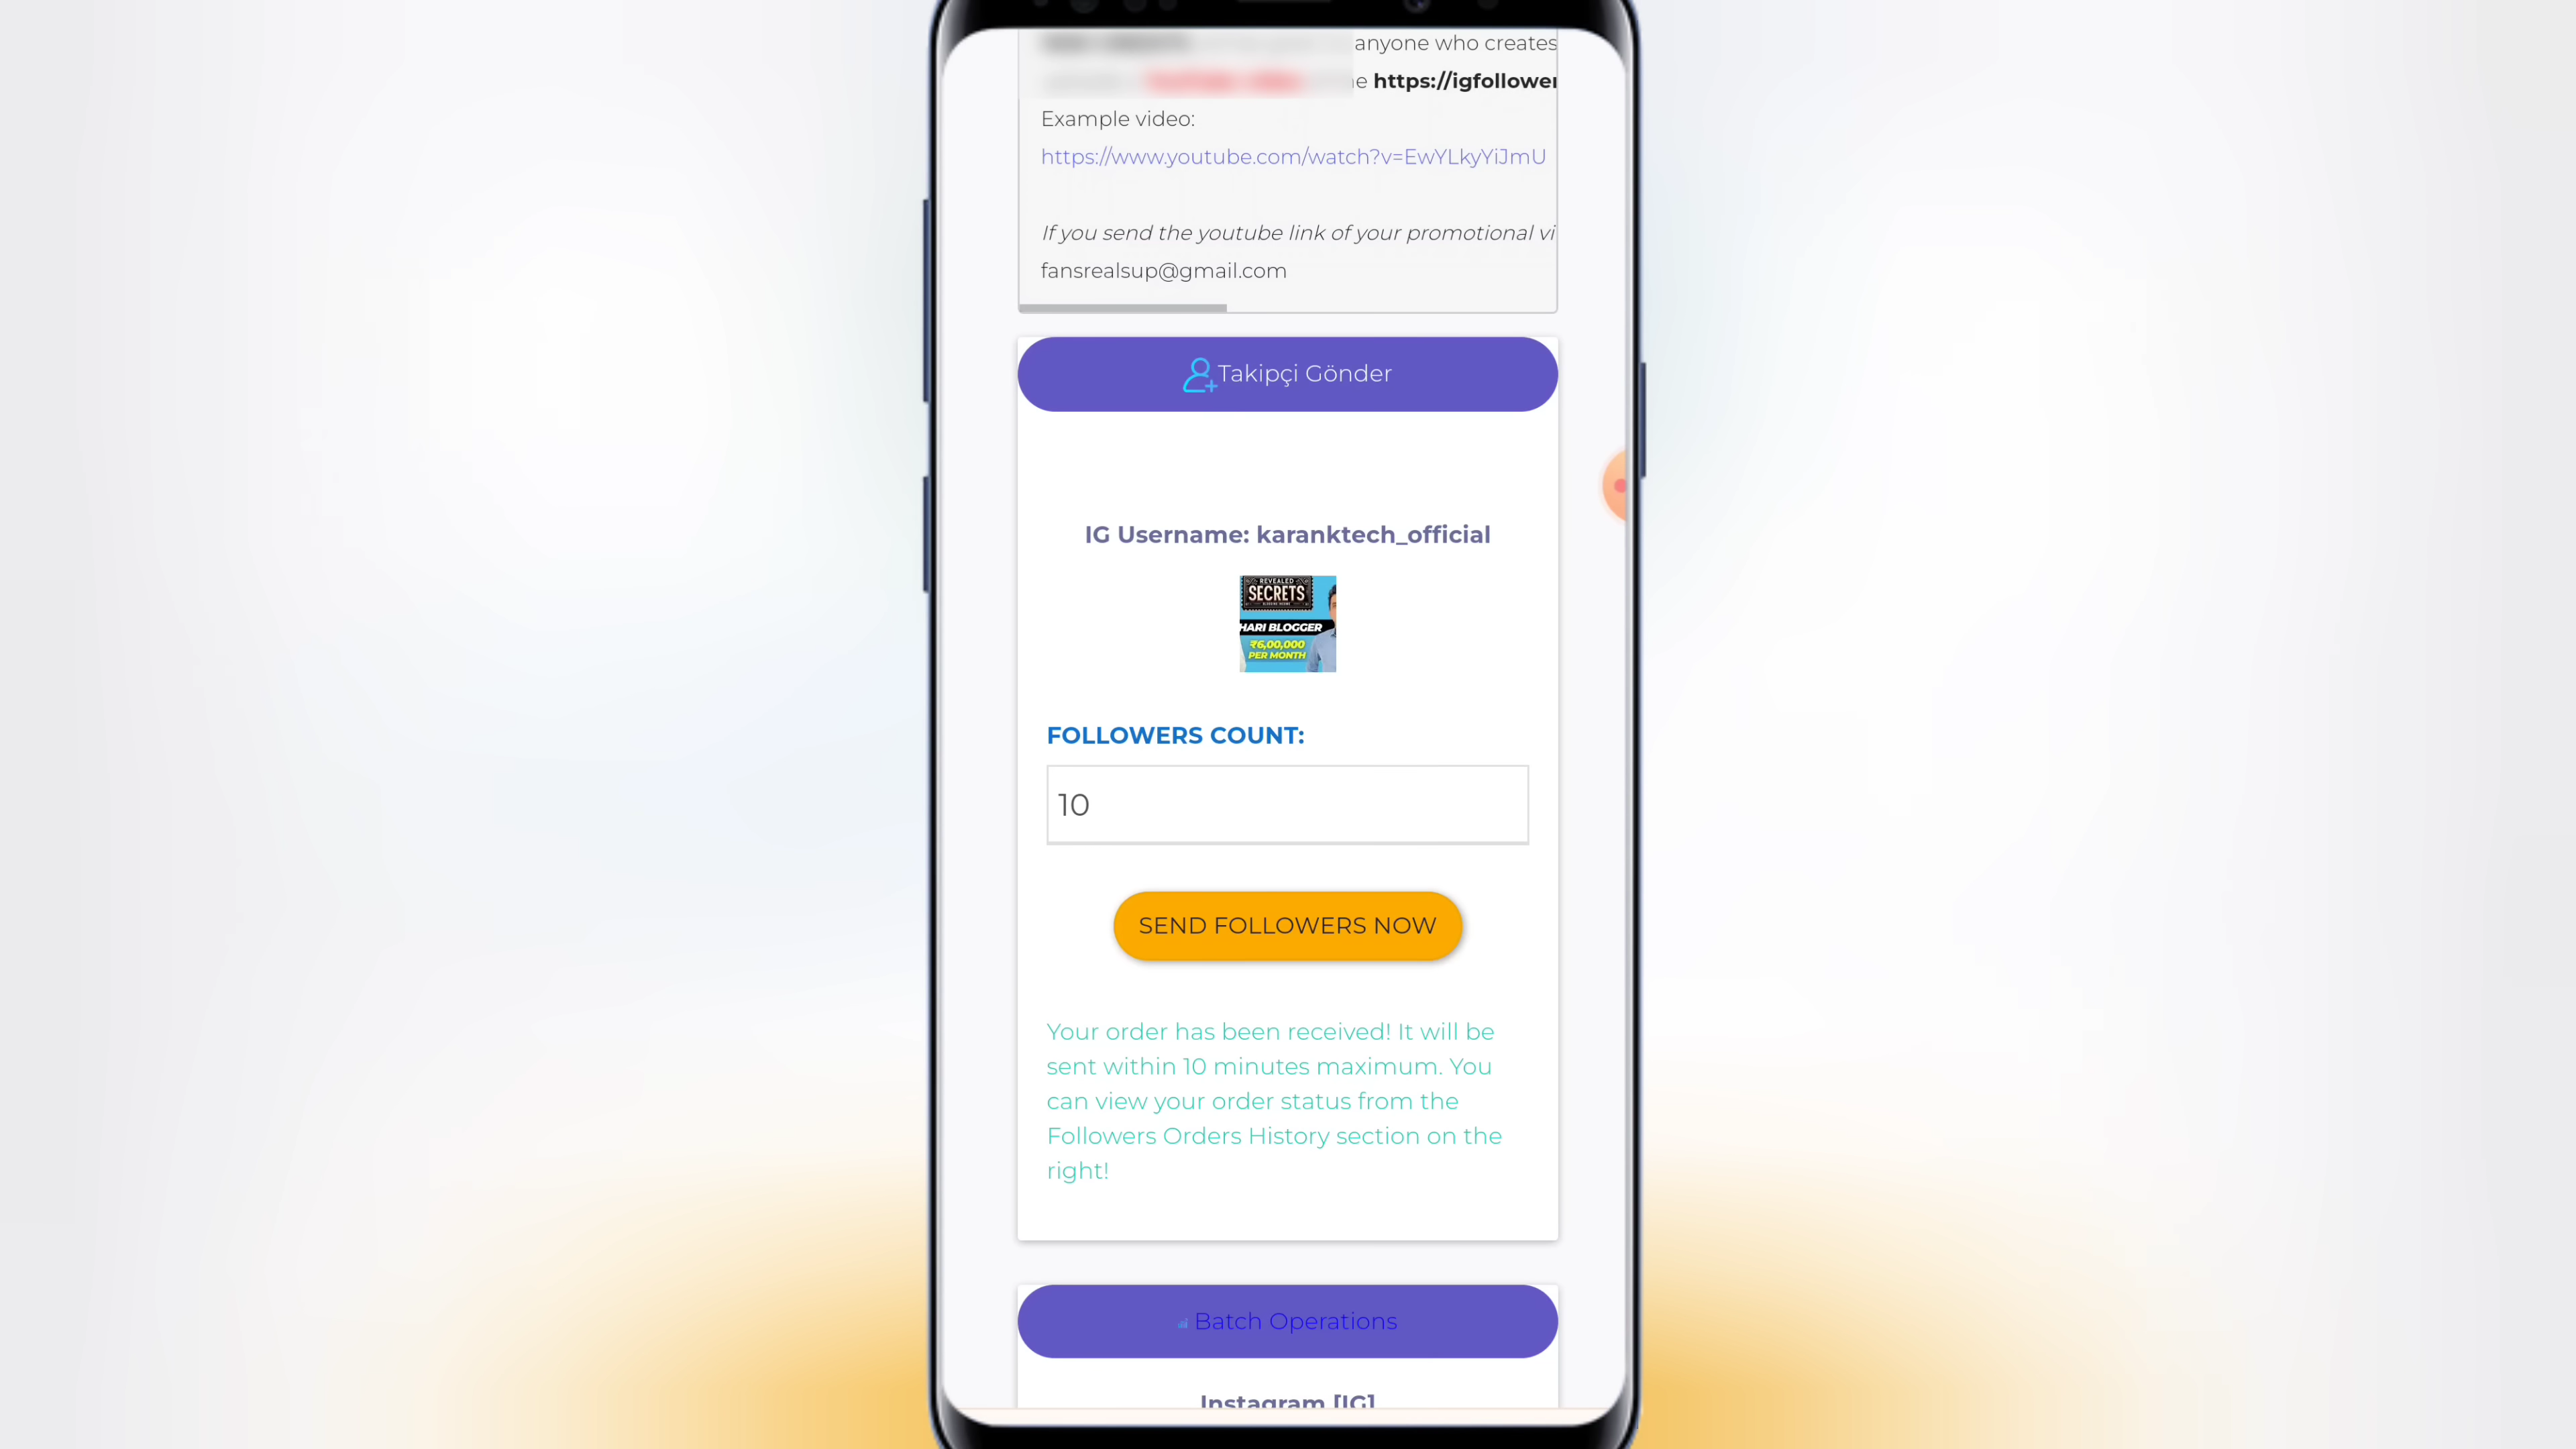 anyone who creates
https://igfollower
Example video:
https://www.youtube.com/watch?v=EwYLkyYiJmU
If you send the youtube link of your promotional vi
fansrealsup@gmail.com
Takipçi Gönder
IG Username: karanktech_official
REVEALED
SECRETS
HARI BLOGGER
₹6,00,000
PER MONTH
FOLLOWERS COUNT:
10
SEND FOLLOWERS NOW
Your order has been received! It will be
sent within 10 minutes maximum. You
can view your order status from the
Followers Orders History section on the
right!
Batch Operations
Instagram [IG]